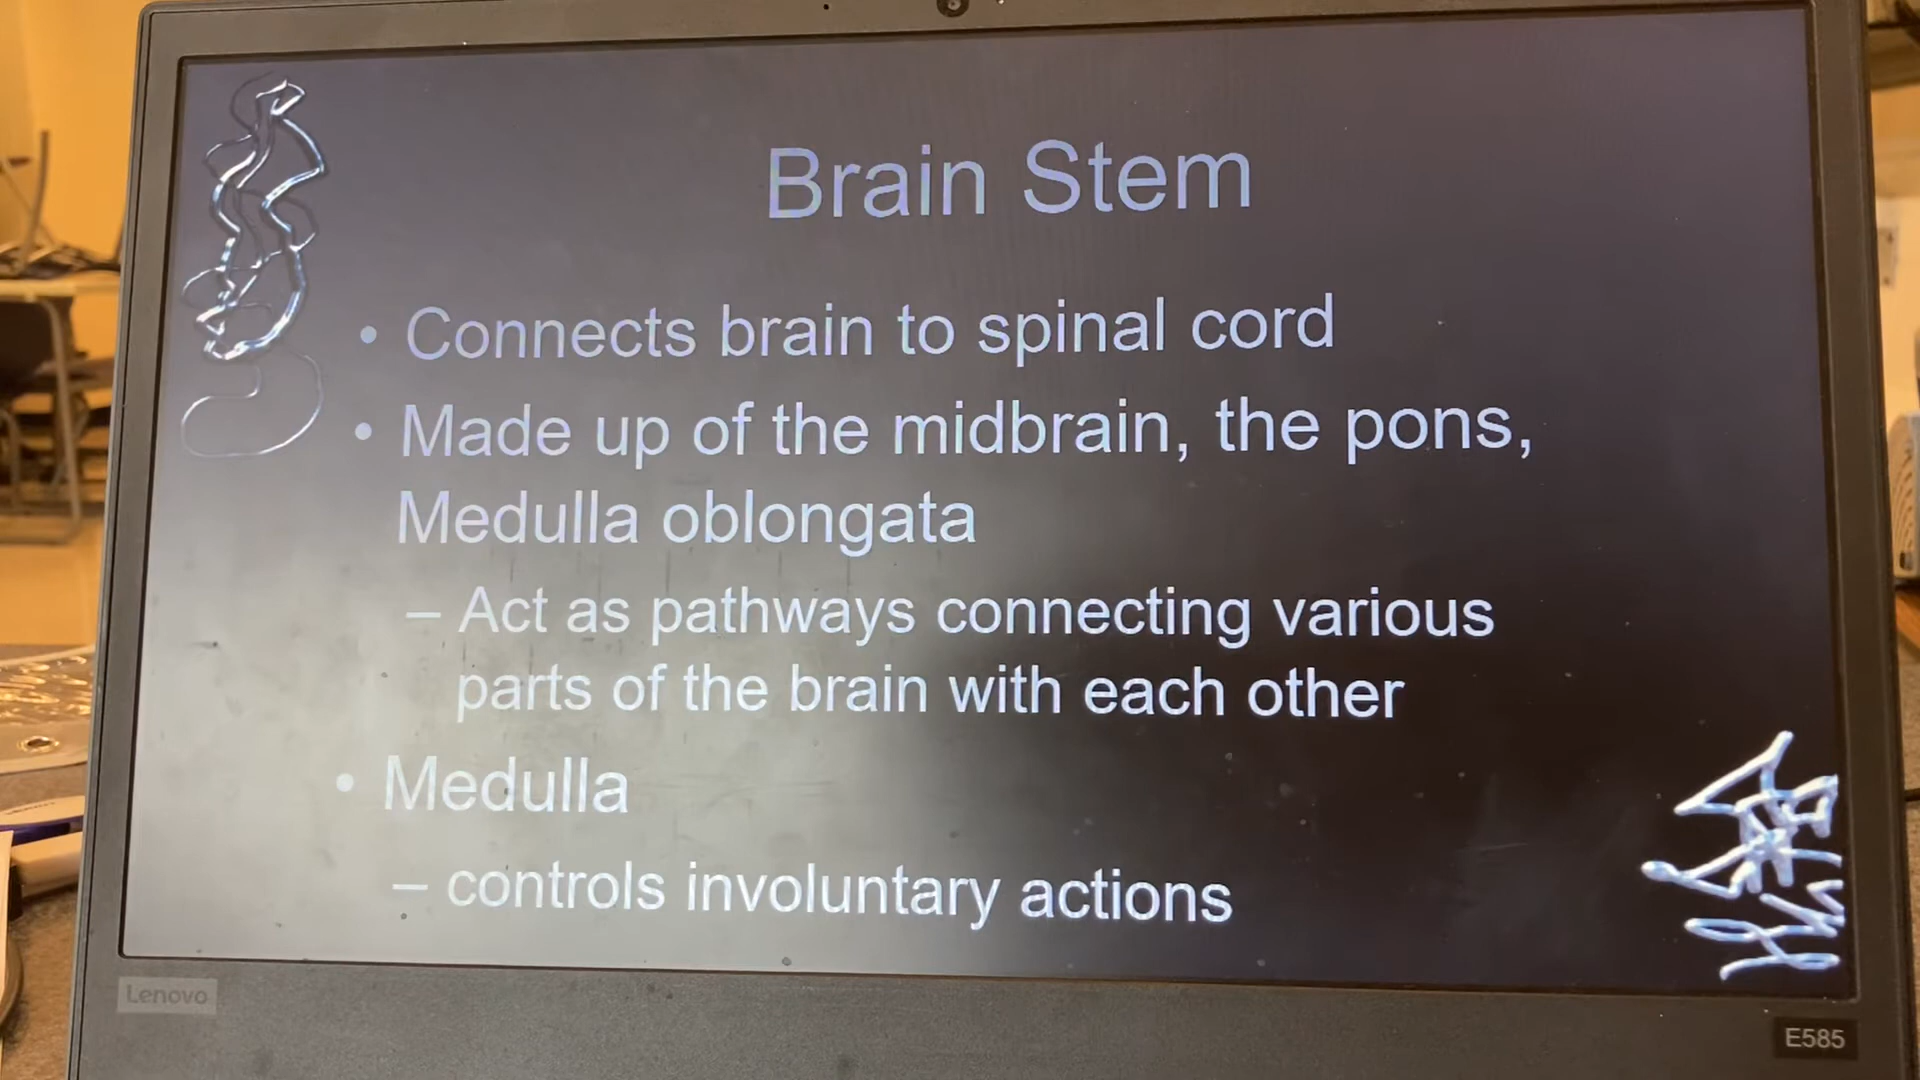 Brain Stem
• Connects brain to spinal cord
• Made up of the midbrain, the pons,
Medulla oblongata
– Act as pathways connecting various
parts of the brain with each other
• Medulla
– controls involuntary actions
Lenovo
E585